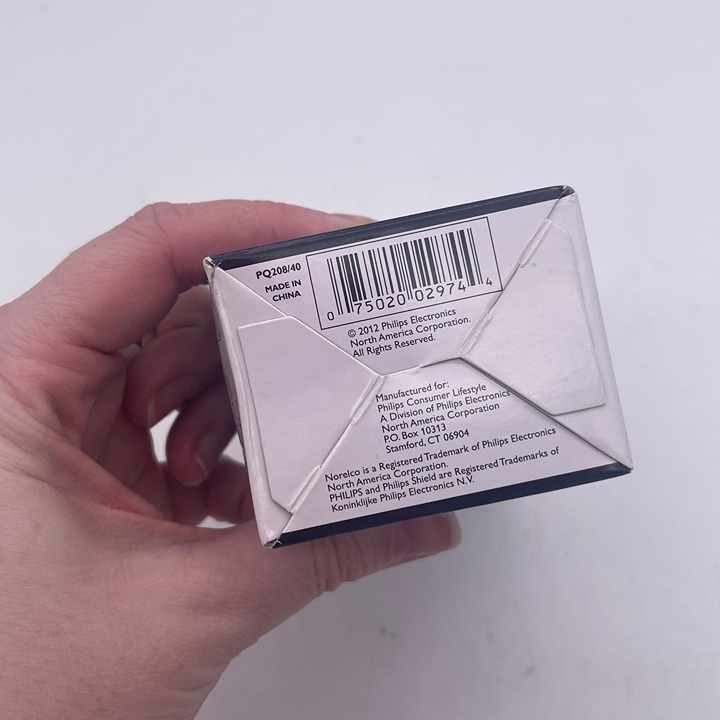 PQ208/40
MADE IN
CHINA
0 75020 02974 4
© 2012 Philips Electronics
North America Corporation.
All Rights Reserved.
Manufactured for:
Philips Consumer Lifestyle
A Division of Philips Electronics
North America Corporation
P.O. Box 10313
Stamford, CT 06904
Norelco is a Registered Trademark of Philips Electronics
North America Corporation.
PHILIPS and Philips Shield are Registered Trademarks of
Koninklijke Philips Electronics N.V.